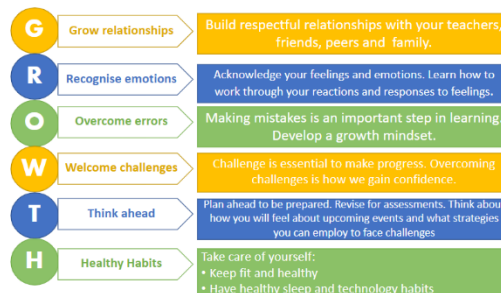 G
Grow relationships
Build respectful relationships with your teachers,
friends, peers and family.
R
Recognise emotions
Acknowledge your feelings and emotions. Learn how to
work through your reactions and responses to feelings.
O
Overcome errors
Making mistakes is an important step in learning.
Develop a growth mindset.
W
Welcome challenges
Challenge is essential to make progress. Overcoming
challenges is how we gain confidence.
T
Think ahead
Plan ahead to be prepared. Revise for assessments. Think about
how you will feel about upcoming events and what strategies
you can employ to face challenges
H
Healthy Habits
Take care of yourself:
• Keep fit and healthy
• Have healthy sleep and technology habits